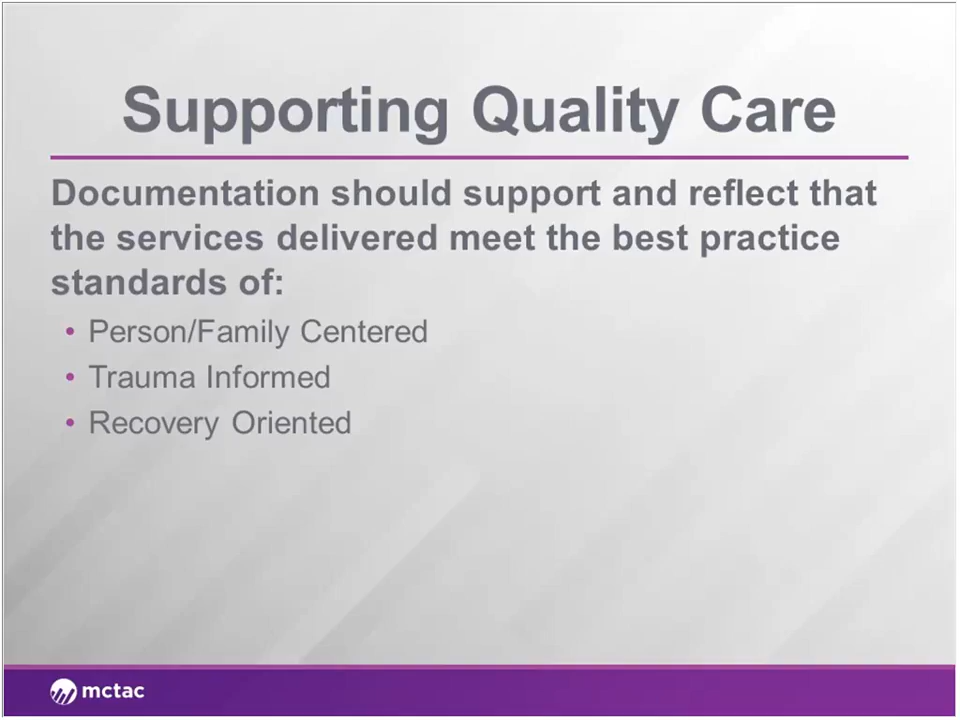 Supporting Quality Care
Documentation should support and reflect that
the services delivered meet the best practice
standards of:
• Person/Family Centered
• Trauma Informed
• Recovery Oriented
mctac